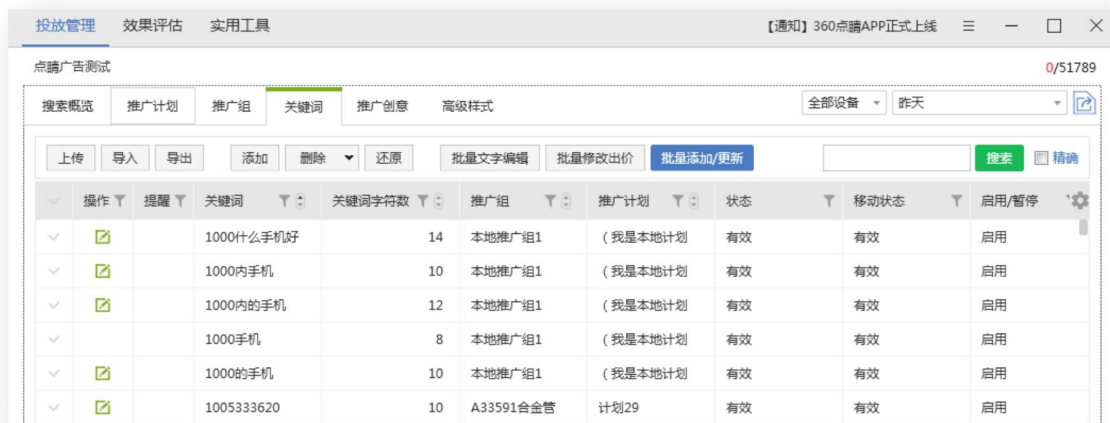 投放管理 效果评估 实用工具 【通知】360点睛APP正式上线
点睛广告测试 0/51789
搜索概览 推广计划 推广组 关键词 推广创意 高级样式 全部设备 昨天
上传 导入 导出 添加 删除 还原 批量文字编辑 批量修改出价 批量添加/更新 搜索 精确
操作 提醒 关键词 关键词字符数 推广组 推广计划 状态 移动状态 启用/暂停
1000什么手机好 14 本地推广组1 (我是本地计划 有效 有效 启用
1000内手机 10 本地推广组1 (我是本地计划 有效 有效 启用
1000内的手机 12 本地推广组1 (我是本地计划 有效 有效 启用
1000手机 8 本地推广组1 (我是本地计划 有效 有效 启用
1000的手机 10 本地推广组1 (我是本地计划 有效 有效 启用
1005333620 10 A33591合金管 计划29 有效 有效 启用